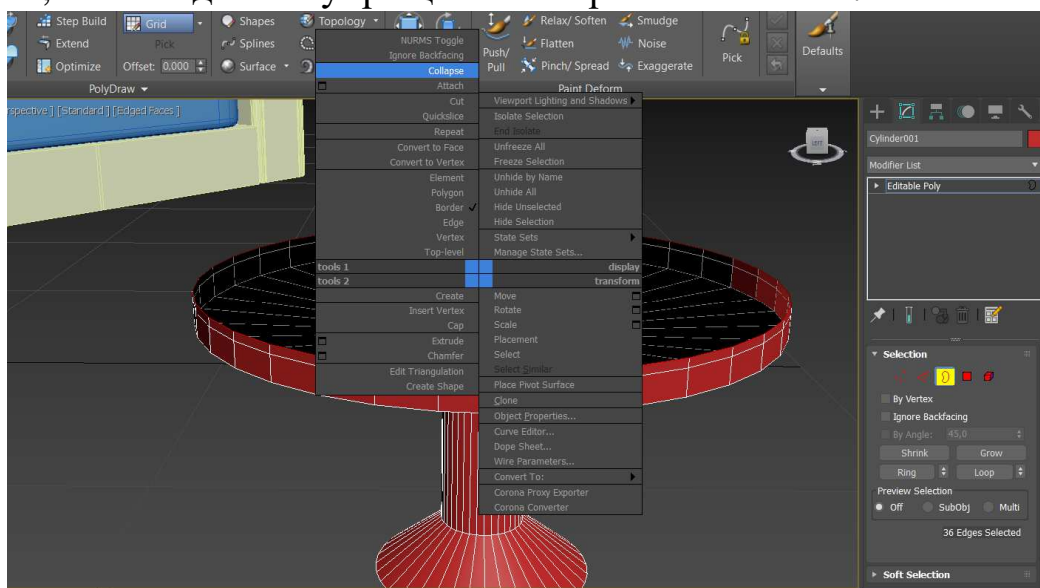 Step Build
Grid
Shapes
Topology
Relax/ Soften
Smudge
Extend
Pick
Splines
Push/
Pull
Flatten
Noise
Pick
Defaults
Optimize
Offset: 0,000
Surface
Pinch/ Spread
Exaggerate
PolyDraw
Paint Deform
NURMS Toggle
Ignore Backfacing
Collapse
Attach
Cut
Quickslice
Repeat
Convert to Face
Convert to Vertex
Element
Polygon
Border
Edge
Vertex
Top-level
tools 1
tools 2
Create
Insert Vertex
Cap
Extrude
Chamfer
Edit Triangulation
Create Shape
Viewport Lighting and Shadows
Isolate Selection
End Isolate
Unfreeze All
Freeze Selection
Unhide by Name
Unhide All
Hide Unselected
Hide Selection
State Sets
Manage State Sets...
display
transform
Move
Rotate
Scale
Placement
Select
Select Similar
Place Pivot Surface
Clone
Object Properties...
Curve Editor...
Dope Sheet...
Wire Parameters...
Convert To:
Corona Proxy Exporter
Corona Converter
rspective ] [Standard ] [Edged Faces ]
LEFT
Cylinder001
Modifier List
Editable Poly
Selection
By Vertex
Ignore Backfacing
By Angle: 45,0
Shrink Grow
Ring Loop
Preview Selection
Off SubObj Multi
36 Edges Selected
Soft Selection